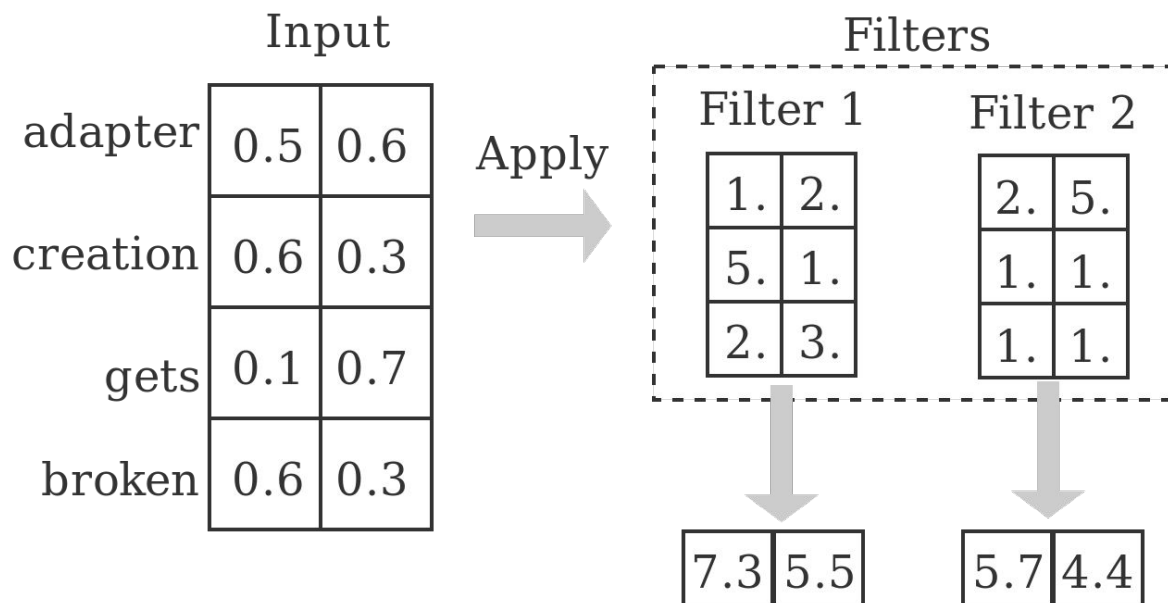 Input
adapter 0.5 0.6
creation 0.6 0.3
gets 0.1 0.7
broken 0.6 0.3
Apply
Filters
Filter 1
1. 2.
5. 1.
2. 3.
Filter 2
2. 5.
1. 1.
1. 1.
7.3 5.5
5.7 4.4